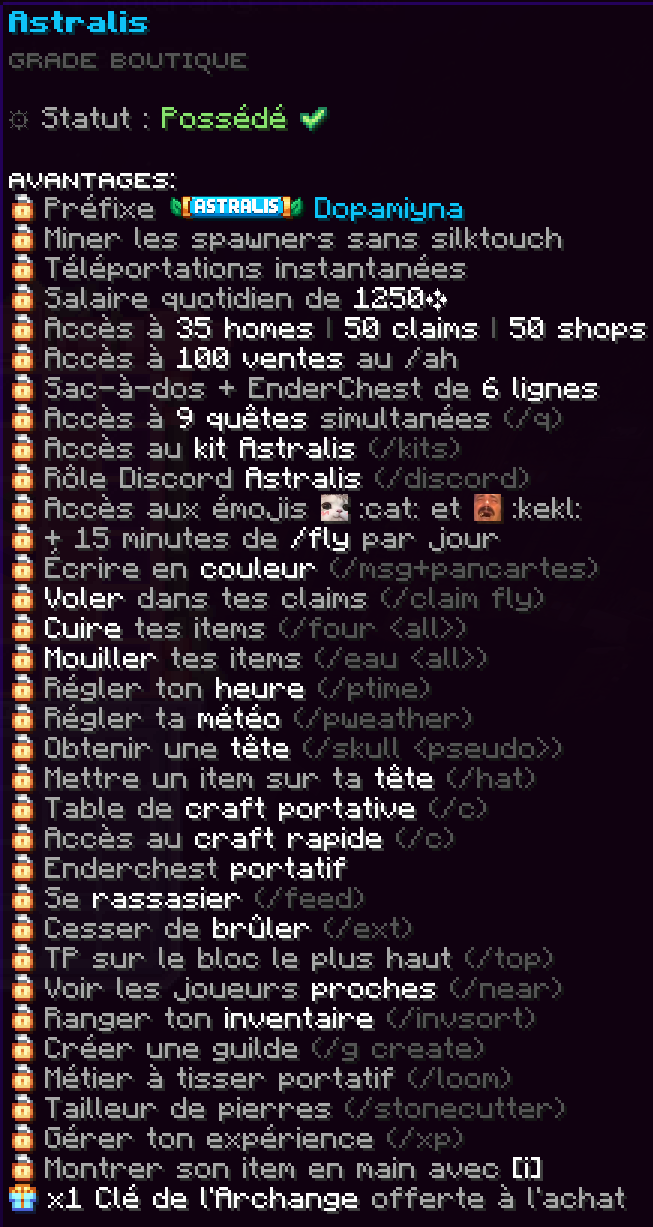 Astralis
GRADE BOUTIQUE
Statut : Possédé ✔
AVANTAGES:
Préfixe ASTRALIS Dopamiyna
Miner les spawners sans silktouch
Téléportations instantanées
Salaire quotidien de 1250
Accès à 35 homes | 50 claims | 50 shops
Accès à 100 ventes au /ah
Sac-à-dos + EnderChest de 6 lignes
Accès à 9 quêtes simultanées (/q)
Accès au kit Astralis (/kits)
Rôle Discord Astralis (/discord)
Accès aux émojis :cat: et :kekl:
+ 15 minutes de /fly par jour
Écrire en couleur (/msg+pancartes)
Voler dans tes claims (/claim fly)
Cuire tes items (/four <all>)
Mouiller tes items (/eau <all>)
Régler ton heure (/ptime)
Régler ta météo (/pweather)
Obtenir une tête (/skull <pseudo>)
Mettre un item sur ta tête (/hat)
Table de craft portative (/c)
Accès au craft rapide (/c)
Enderchest portatif
Se rassasier (/feed)
Cesser de brûler (/ext)
TP sur le bloc le plus haut (/top)
Voir les joueurs proches (/near)
Ranger ton inventaire (/invsort)
Créer une guilde (/g create)
Métier à tisser portatif (/loom)
Tailleur de pierres (/stonecutter)
Gérer ton expérience (/xp)
Montrer son item en main avec [i]
x1 Clé de l'Archange offerte à l'achat